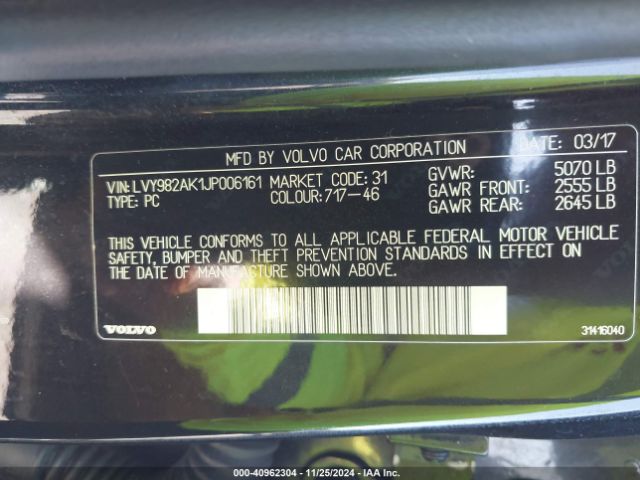 MFD BY VOLVO CAR CORPORATION DATE: 03/17
VIN: LVY982AK1JP006161 MARKET CODE: 31 GVWR: 5070 LB
TYPE: PC COLOUR: 717-46 GAWR FRONT: 2555 LB
GAWR REAR: 2645 LB
THIS VEHICLE CONFORMS TO ALL APPLICABLE FEDERAL MOTOR VEHICLE
SAFETY, BUMPER AND THEFT PREVENTION STANDARDS IN EFFECT ON
THE DATE OF MANUFACTURE SHOWN ABOVE.
VOLVO 31416040
000-40962304 - 11/25/2024 - IAA Inc.